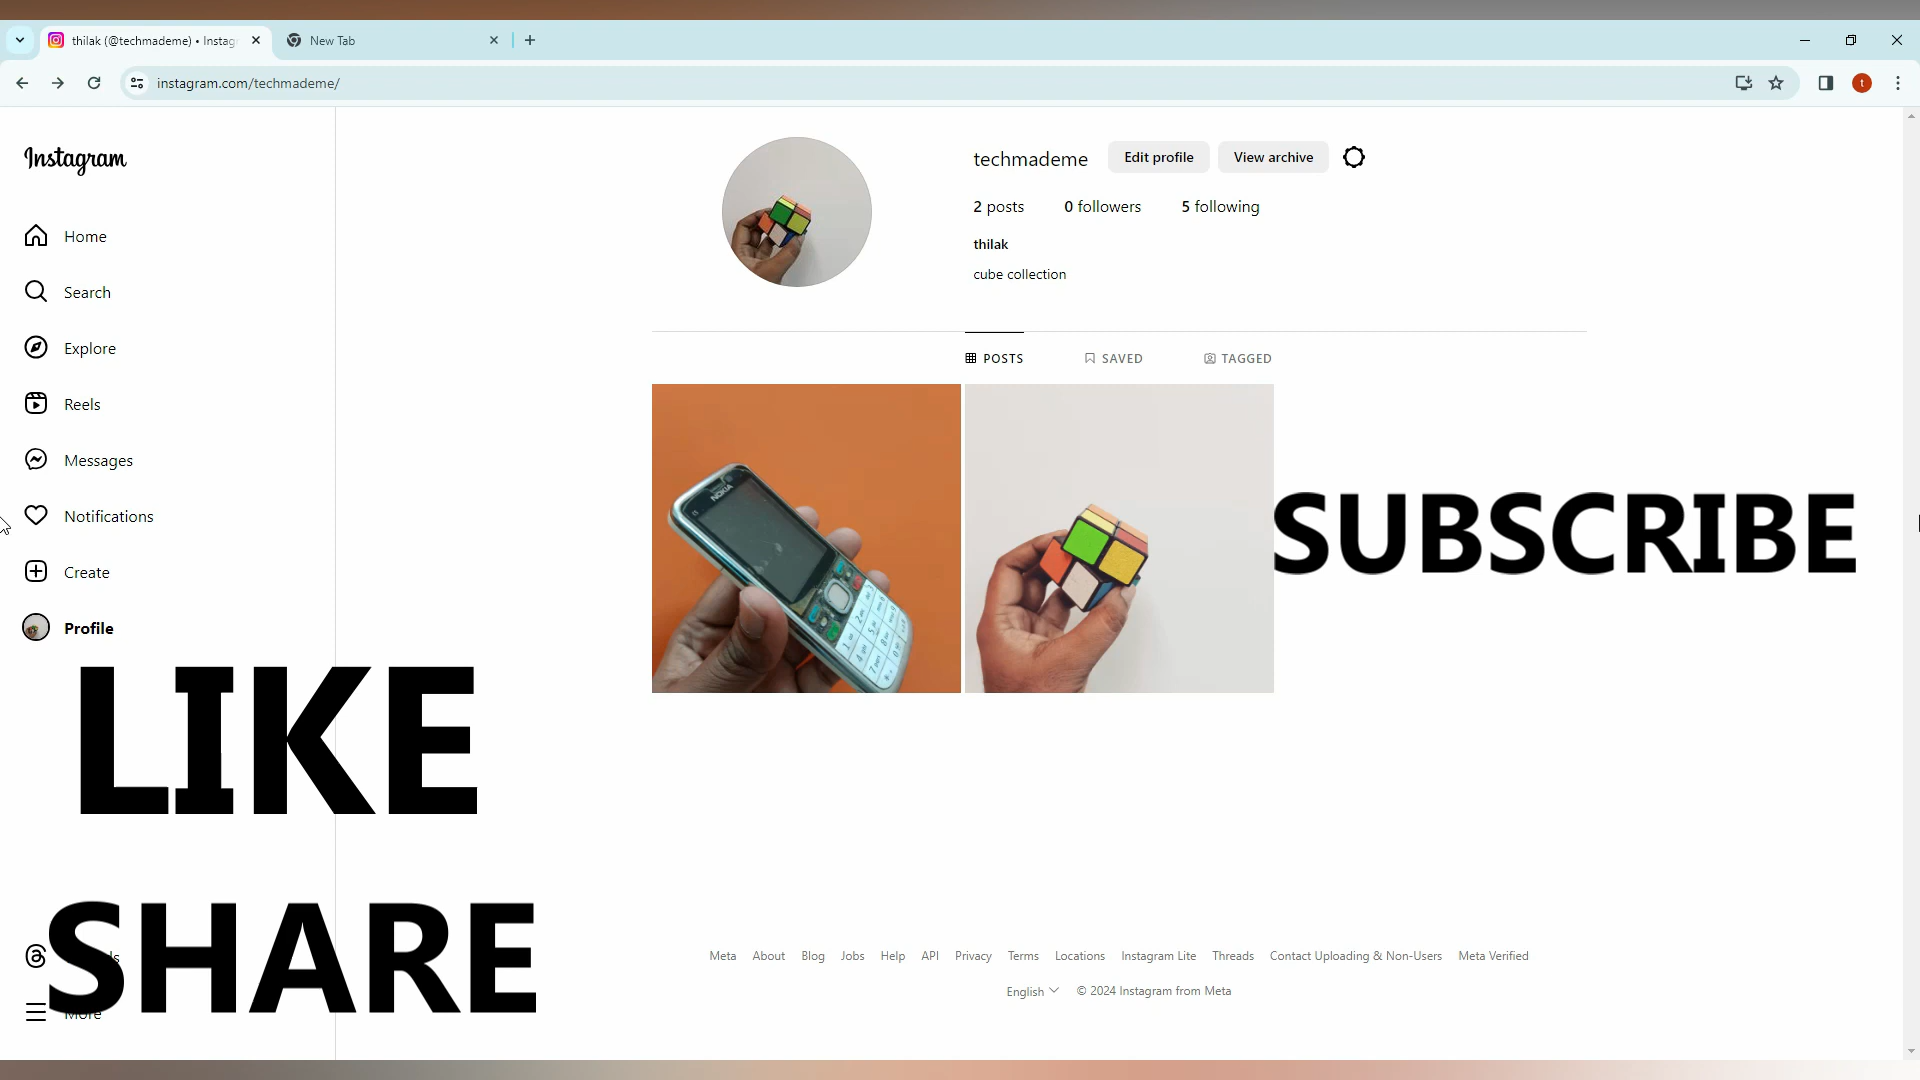 thilak (@techmademe) • Instag
New Tab
instagram.com/techmademe/
t
Instagram
Home
Search
Explore
Reels
Messages
Notifications
Create
Profile
More
techmademe
Edit profile
View archive
2 posts
0 followers
5 following
thilak
cube collection
POSTS
SAVED
TAGGED
NOKIA
SUBSCRIBE
LIKE
SHARE
Meta
About
Blog
Jobs
Help
API
Privacy
Terms
Locations
Instagram Lite
Threads
Contact Uploading & Non-Users
Meta Verified
English
© 2024 Instagram from Meta